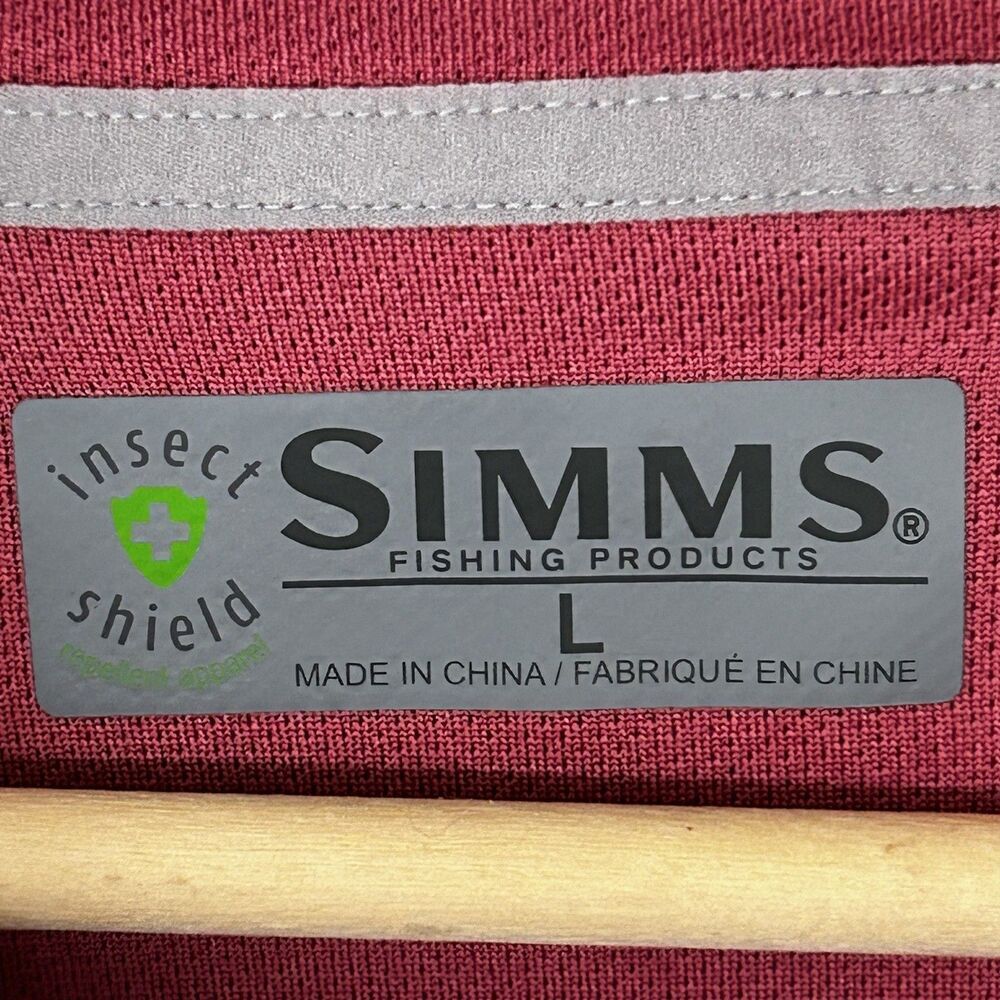 insect
shield
repellent apparel
SIMMS®
FISHING PRODUCTS
L
MADE IN CHINA / FABRIQUÉ EN CHINE